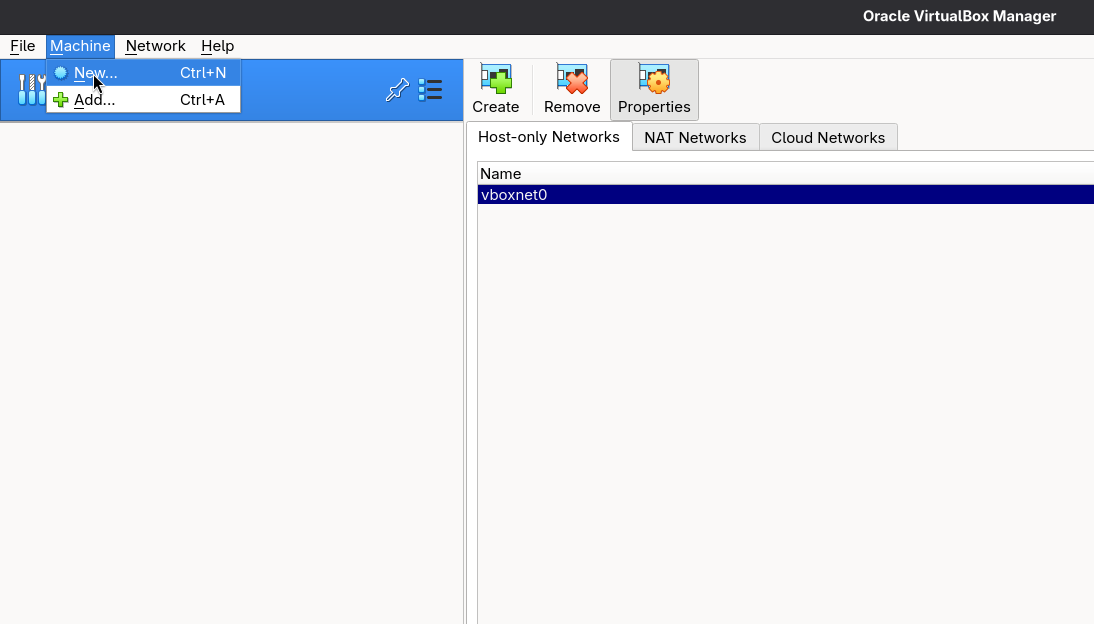 Oracle VirtualBox Manager
File Machine Network Help
New... Ctrl+N
Add... Ctrl+A
Create Remove Properties
Host-only Networks NAT Networks Cloud Networks
Name
vboxnet0